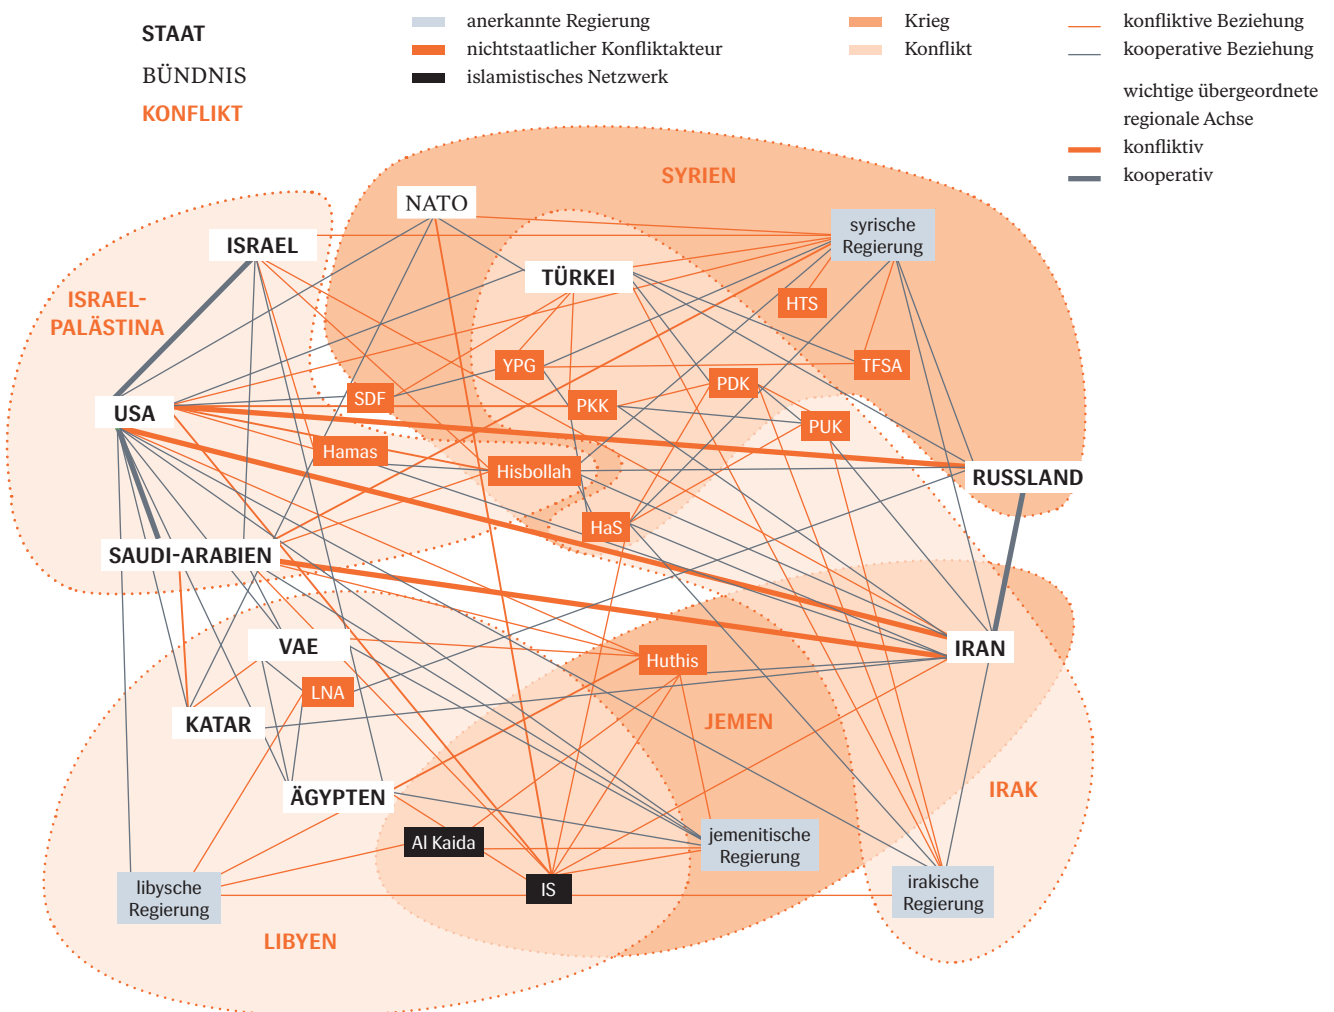 STAAT
BÜNDNIS
KONFLIKT
anerkannte Regierung
nichtstaatlicher Konfliktakteur
islamistisches Netzwerk
Krieg
Konflikt
konfliktive Beziehung
kooperative Beziehung
wichtige übergeordnete
regionale Achse
konfliktiv
kooperativ
SYRIEN
NATO
syrische
Regierung
ISRAEL
TÜRKEI
ISRAEL-
PALÄSTINA
HTS
YPG
TFSA
PDK
SDF
PKK
USA
PUK
Hamas
Hisbollah
RUSSLAND
HaS
SAUDI-ARABIEN
VAE
IRAN
Huthis
LNA
KATAR
JEMEN
IRAK
ÄGYPTEN
Al Kaida
jemenitische
Regierung
IS
libysche
Regierung
irakische
Regierung
LIBYEN